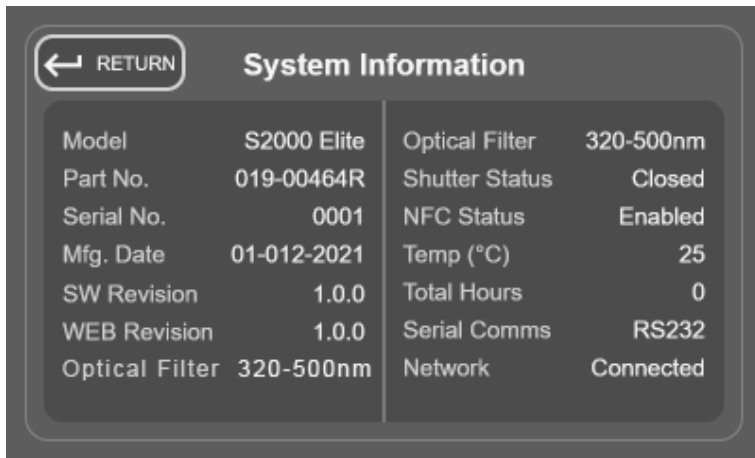 RETURN
System Information
Model S2000 Elite
Part No. 019-00464R
Serial No. 0001
Mfg. Date 01-012-2021
SW Revision 1.0.0
WEB Revision 1.0.0
Optical Filter 320-500nm
Optical Filter 320-500nm
Shutter Status Closed
NFC Status Enabled
Temp (°C) 25
Total Hours 0
Serial Comms RS232
Network Connected